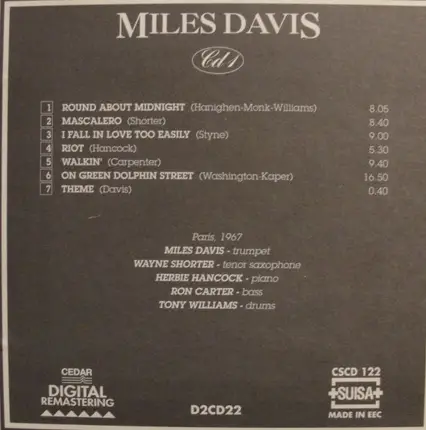 MILES DAVIS
Cd 1
1 ROUND ABOUT MIDNIGHT (Hanighen-Monk-Williams) 8.05
2 MASCALERO (Shorter) 8.40
3 I FALL IN LOVE TOO EASILY (Styne) 9.00
4 RIOT (Hancock) 5.30
5 WALKIN' (Carpenter) 9.40
6 ON GREEN DOLPHIN STREET (Washington-Kaper) 16.50
7 THEME (Davis) 0.40
Paris, 1967
MILES DAVIS - trumpet
WAYNE SHORTER - tenor saxophone
HERBIE HANCOCK - piano
RON CARTER - bass
TONY WILLIAMS - drums
CEDAR
DIGITAL
REMASTERING
D2CD22
CSCD 122
SUISA
MADE IN EEC